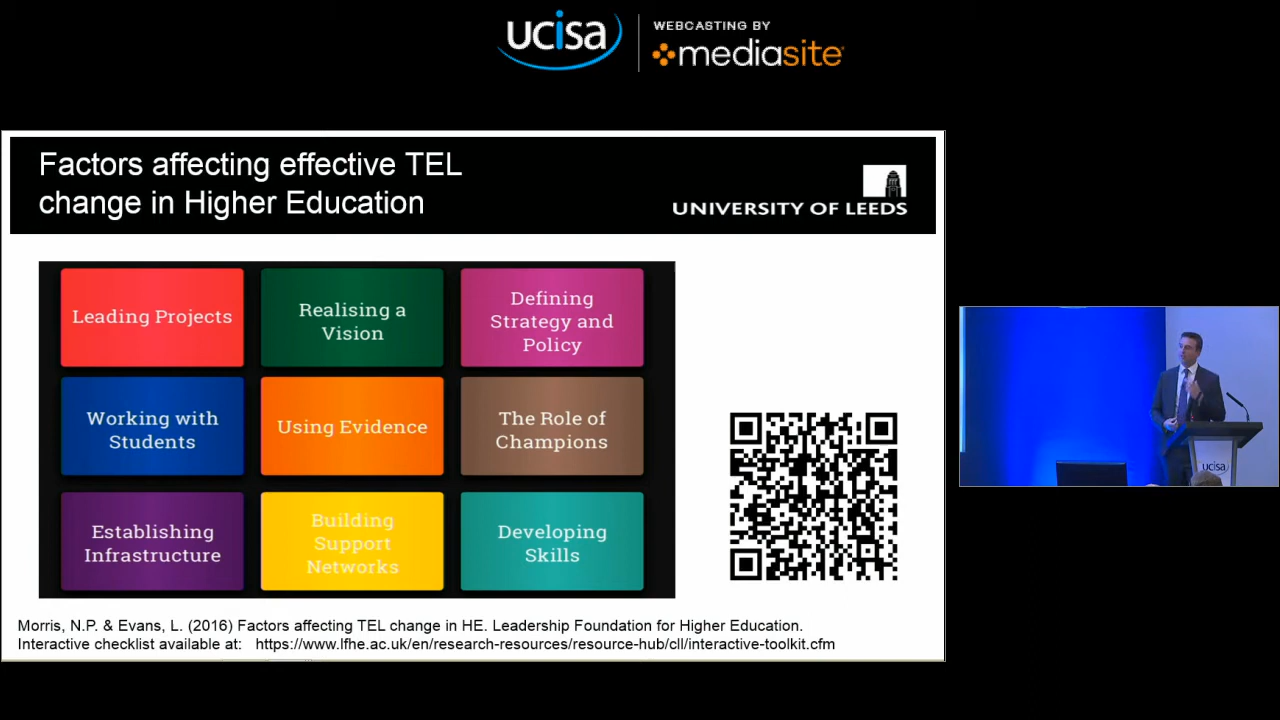 ucisa
WEBCASTING BY
mediasite
Factors affecting effective TEL
change in Higher Education
UNIVERSITY OF LEEDS
Leading Projects
Realising a
Vision
Defining
Strategy and
Policy
Working with
Students
Using Evidence
The Role of
Champions
Establishing
Infrastructure
Building
Support
Networks
Developing
Skills
ucisa
Morris, N.P. & Evans, L. (2016) Factors affecting TEL change in HE. Leadership Foundation for Higher Education.
Interactive checklist available at: https://www.lfhe.ac.uk/en/research-resources/resource-hub/cll/interactive-toolkit.cfm